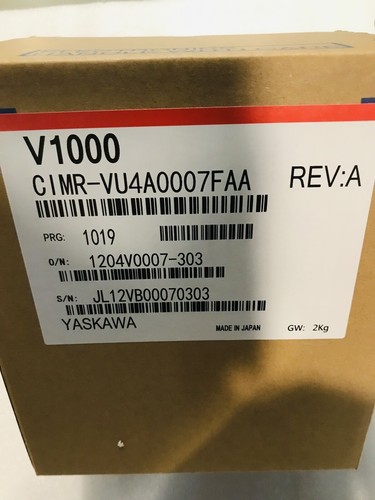 V1000
CIMR-VU4A0007FAA REV:A
PRG: 1019
O/N: 1204V0007-303
S/N: JL12VB00070303
YASKAWA MADE IN JAPAN GW: 2Kg